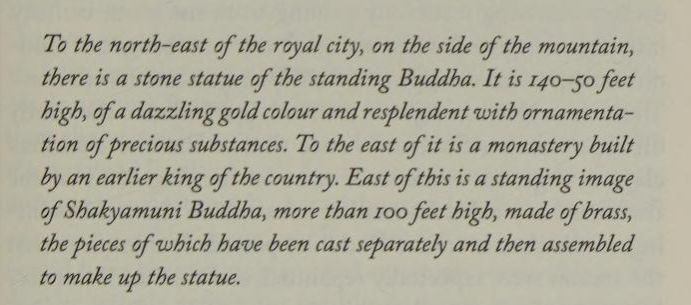 To the north-east of the royal city, on the side of the mountain,
there is a stone statue of the standing Buddha. It is 140–50 feet
high, of a dazzling gold colour and resplendent with ornamenta-
tion of precious substances. To the east of it is a monastery built
by an earlier king of the country. East of this is a standing image
of Shakyamuni Buddha, more than 100 feet high, made of brass,
the pieces of which have been cast separately and then assembled
to make up the statue.